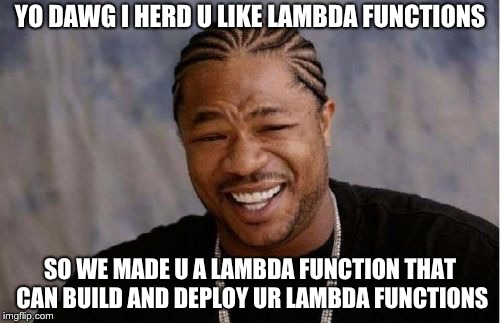 YO DAWG I HERD U LIKE LAMBDA FUNCTIONS
SO WE MADE U A LAMBDA FUNCTION THAT
CAN BUILD AND DEPLOY UR LAMBDA FUNCTIONS
imgflip.com